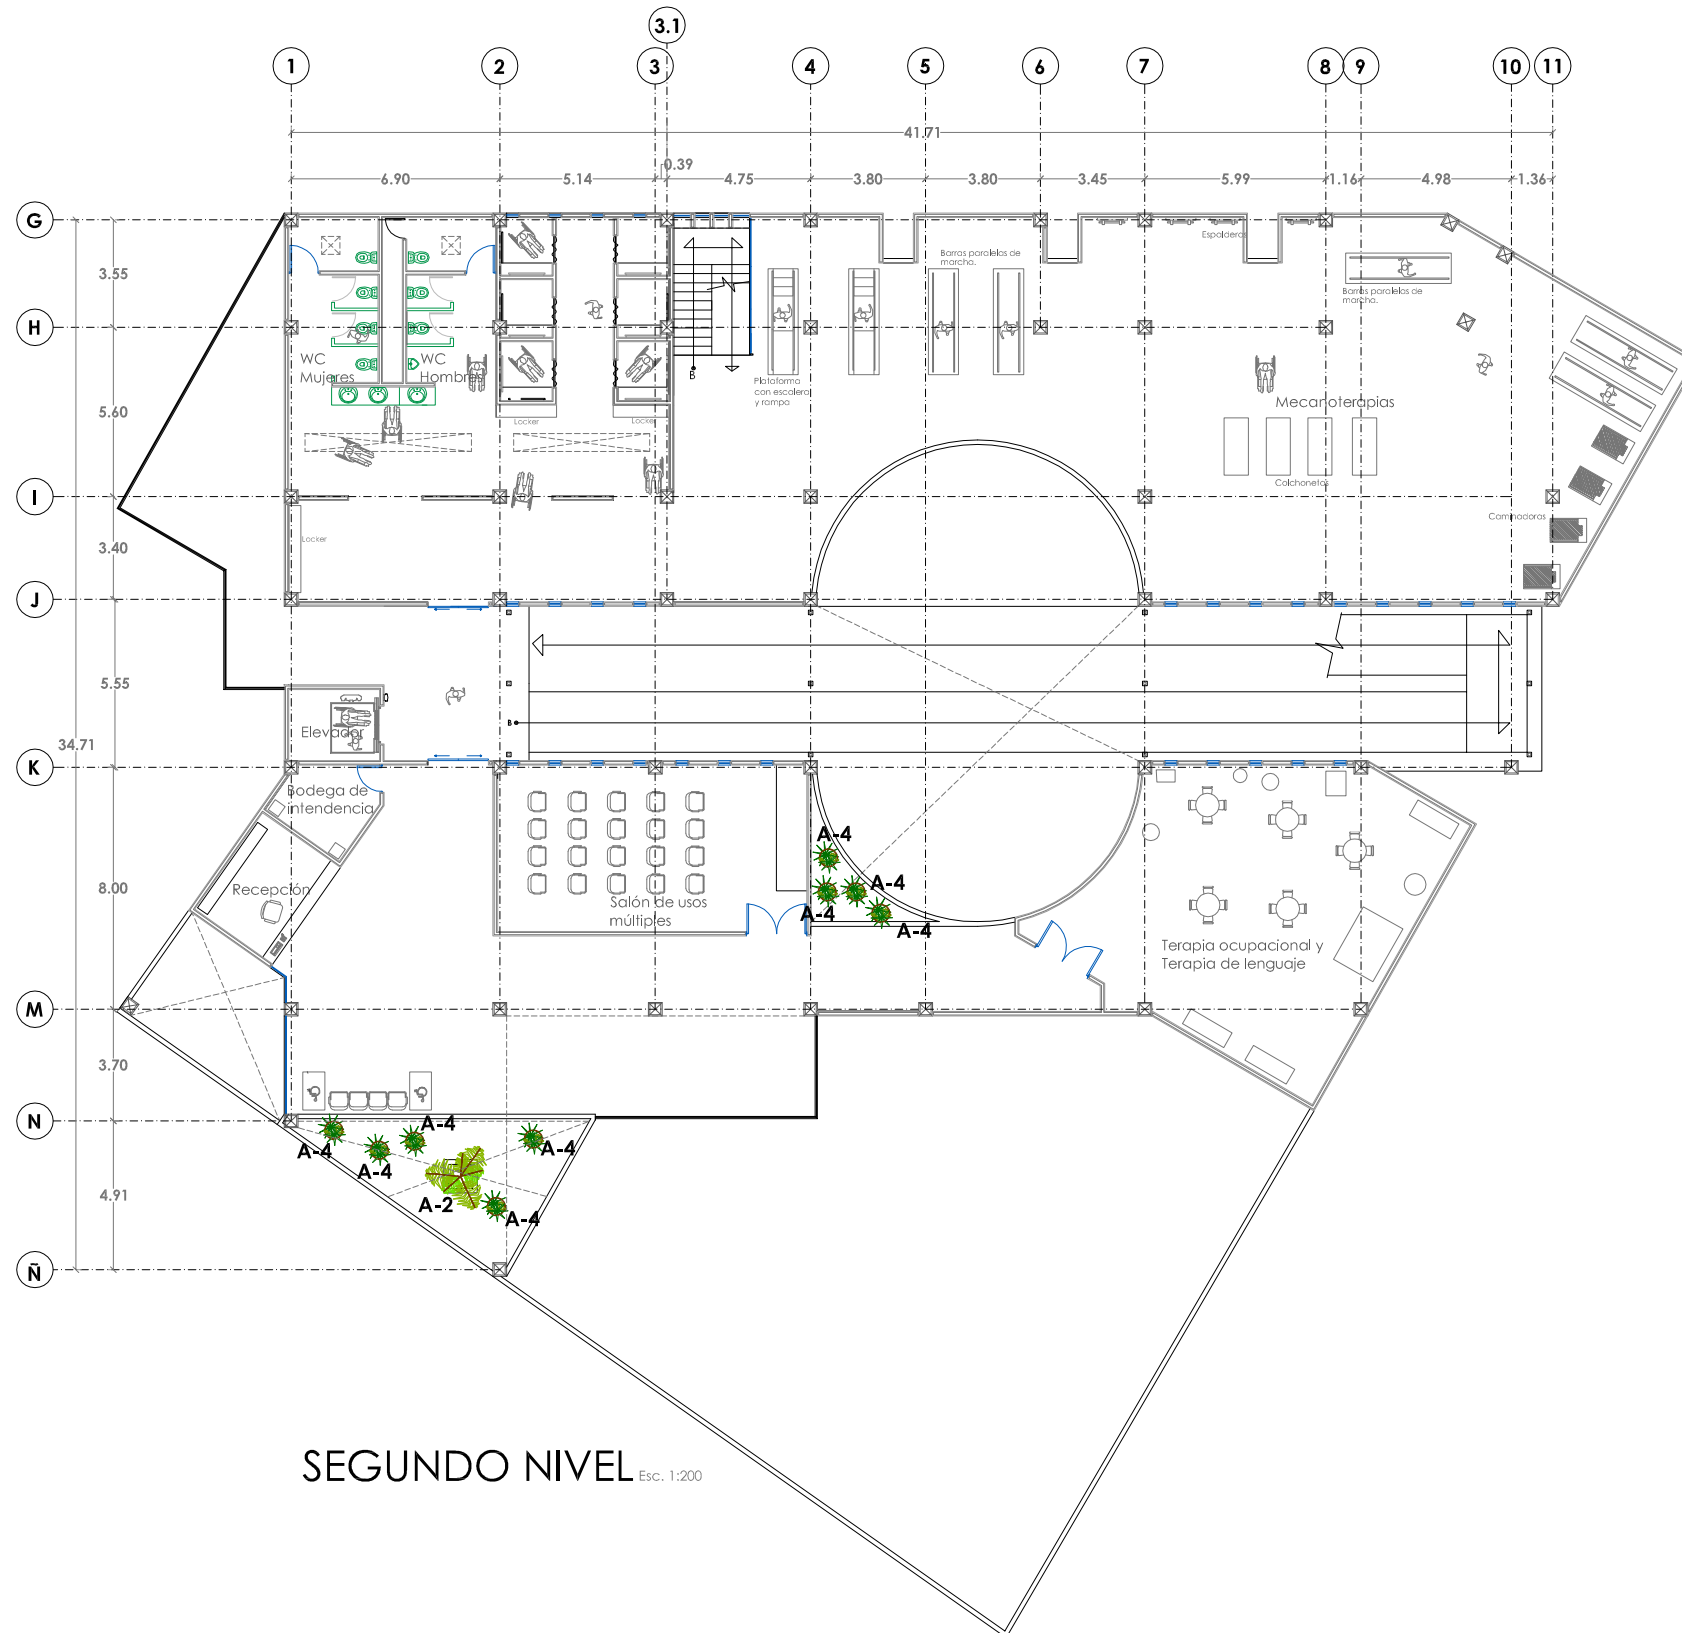 3.1
1 2 3 4 5 6 7 8 9 10 11
41.71
0.39
6.90 5.14 4.75 3.80 3.80 3.45 5.99 1.16 4.98 1.36
G
H
I
J
K
M
N
Ñ
3.55
5.60
3.40
5.55
34.71
8.00
3.70
4.91
WC
Mujeres
WC
Hombres
Locker
Locker
Locker
B
Plataforma
con escalera
y rampa
Barras paralelas de
marcha.
Espalderas
Barras paralelas de
marcha.
Mecanoterapias
Colchonetas
Caminadoras
Elevador
B
Bodega de
intendencia
Recepción
Salón de usos
múltiples
A-4
A-4
A-4
A-4
Terapia ocupacional y
Terapia de lenguaje
A-4
A-4
A-4
A-4
A-2
A-4
SEGUNDO NIVEL Esc. 1:200